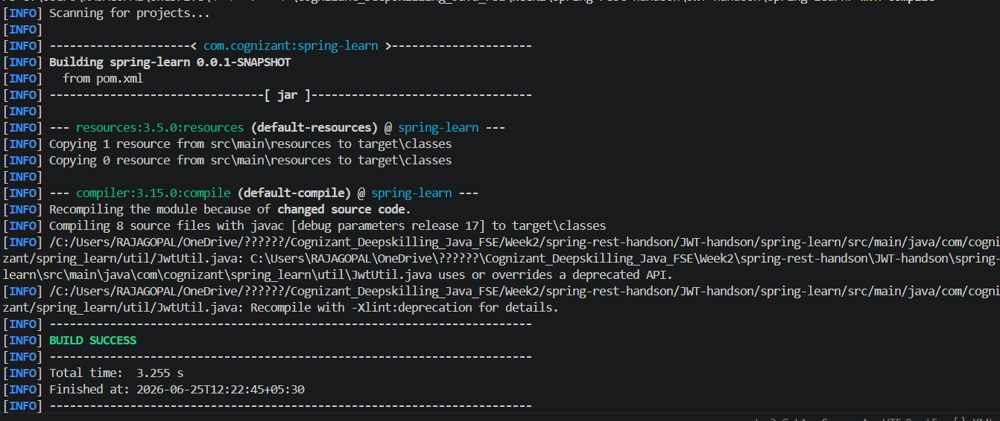 [INFO] Scanning for projects...
[INFO]
[INFO] ---------------------< com.cognizant:spring-learn >---------------------
[INFO] Building spring-learn 0.0.1-SNAPSHOT
[INFO]   from pom.xml
[INFO] --------------------------------[ jar ]---------------------------------
[INFO]
[INFO] --- resources:3.5.0:resources (default-resources) @ spring-learn ---
[INFO] Copying 1 resource from src\main\resources to target\classes
[INFO] Copying 0 resource from src\main\resources to target\classes
[INFO]
[INFO] --- compiler:3.15.0:compile (default-compile) @ spring-learn ---
[INFO] Recompiling the module because of changed source code.
[INFO] Compiling 8 source files with javac [debug parameters release 17] to target\classes
[INFO] /C:/Users/RAJAGOPAL/OneDrive/??????/Cognizant_Deepskilling_Java_FSE/Week2/spring-rest-handson/JWT-handson/spring-learn/src/main/java/com/cogni
zant/spring_learn/util/JwtUtil.java: C:\Users\RAJAGOPAL\OneDrive\??????\Cognizant_Deepskilling_Java_FSE\Week2\spring-rest-handson\JWT-handson\spring-
learn\src\main\java\com\cognizant\spring_learn\util\JwtUtil.java uses or overrides a deprecated API.
[INFO] /C:/Users/RAJAGOPAL/OneDrive/??????/Cognizant_Deepskilling_Java_FSE/Week2/spring-rest-handson/JWT-handson/spring-learn/src/main/java/com/cogni
zant/spring_learn/util/JwtUtil.java: Recompile with -Xlint:deprecation for details.
[INFO] ------------------------------------------------------------------------
[INFO] BUILD SUCCESS
[INFO] ------------------------------------------------------------------------
[INFO] Total time:  3.255 s
[INFO] Finished at: 2026-06-25T12:22:45+05:30
[INFO] ------------------------------------------------------------------------